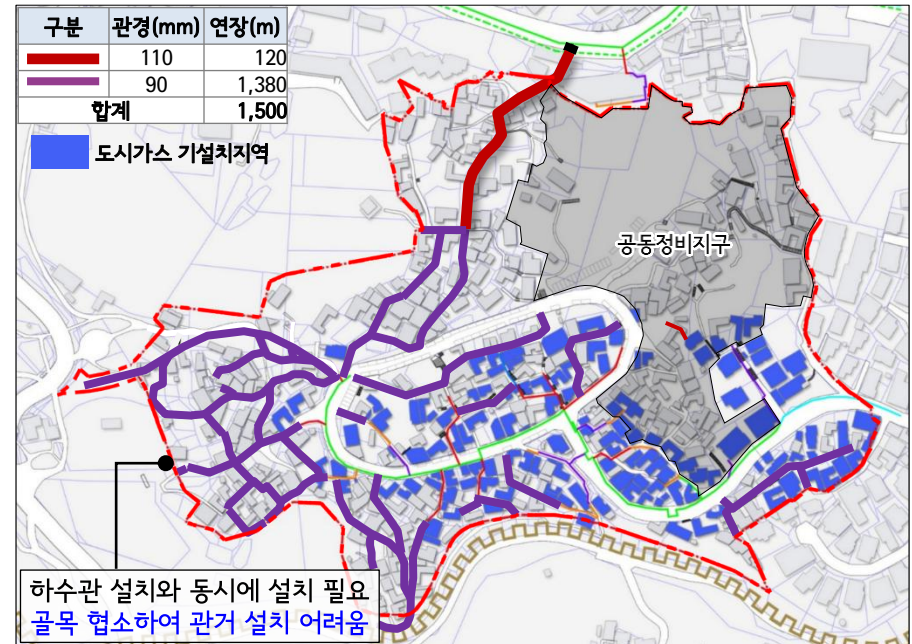 구분 관경(mm) 연장(m)
110 120
90 1,380
합계 1,500
도시가스 기설치지역
공동정비지구
하수관 설치와 동시에 설치 필요
골목 협소하여 관거 설치 어려움